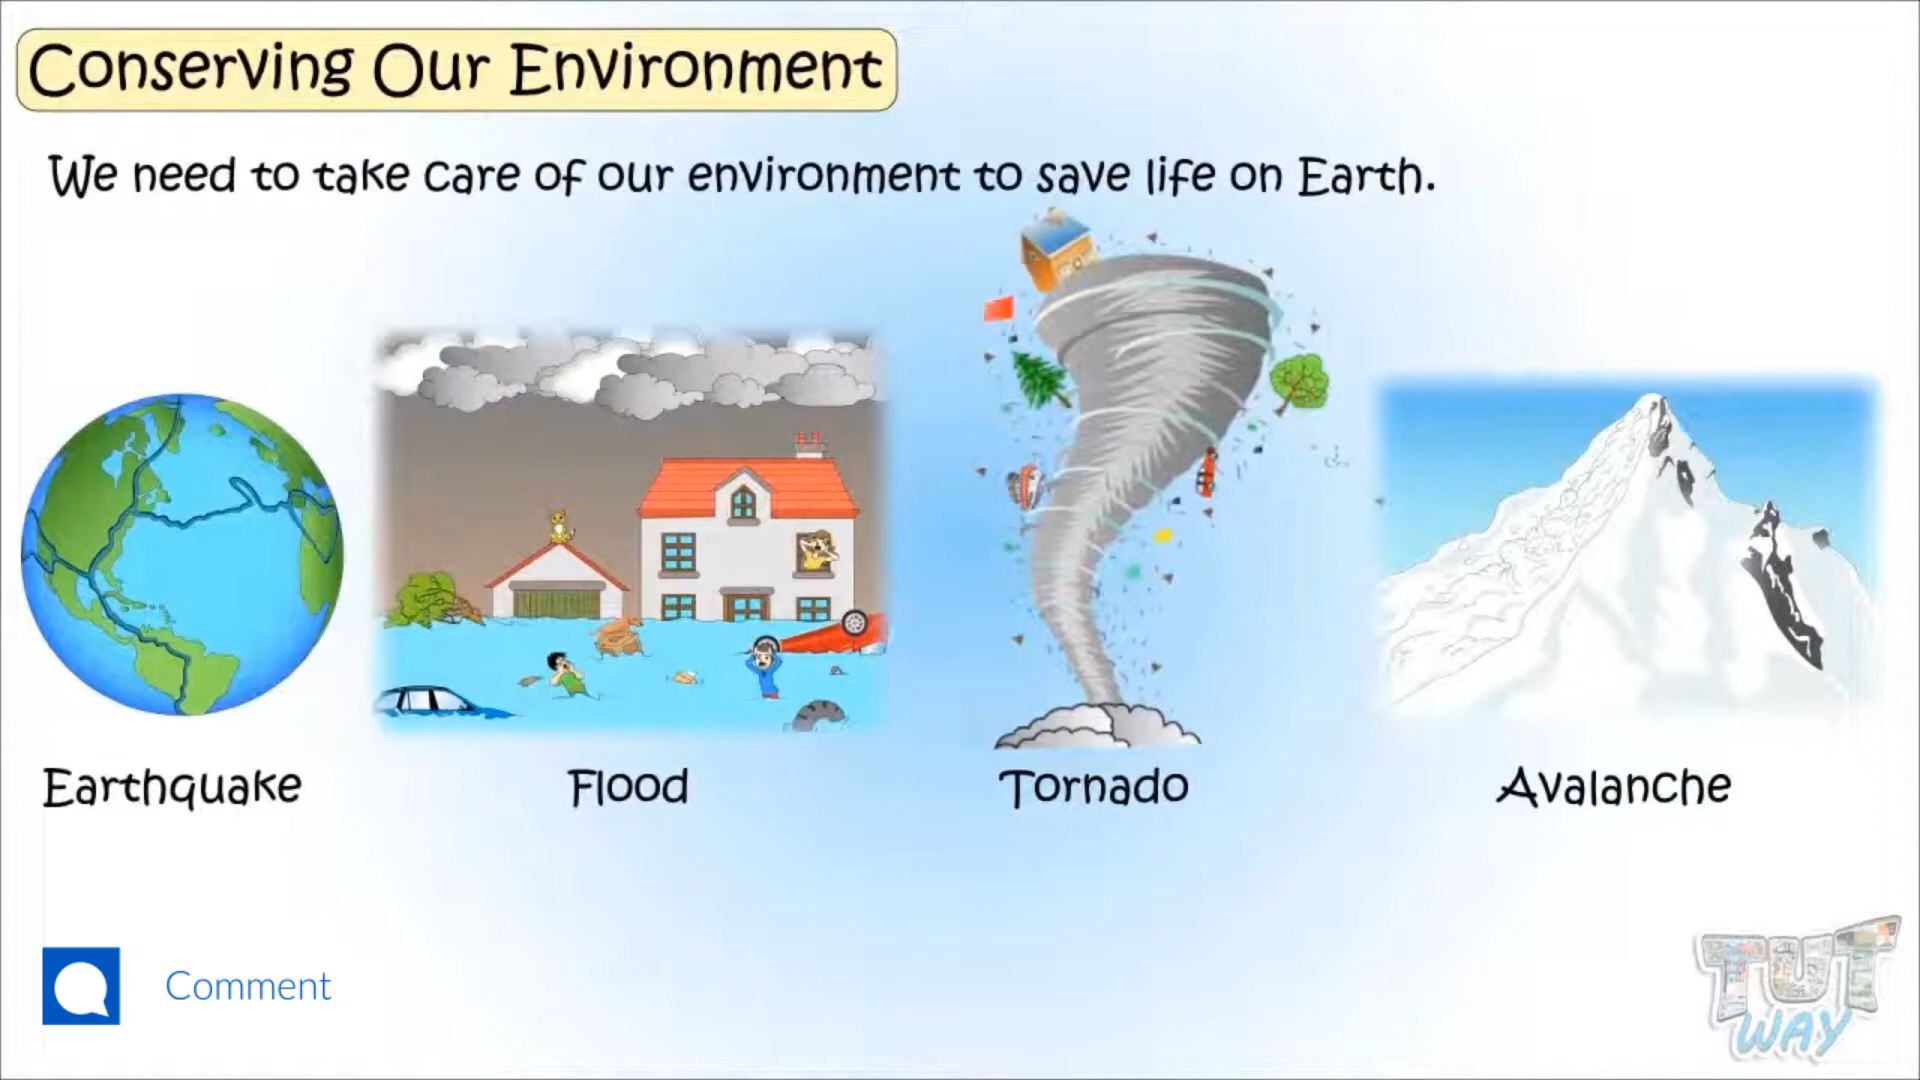 Conserving Our Environment
We need to take care of our environment to save life on Earth.
Earthquake
Flood
Tornado
Avalanche
Comment
TUT
WAY